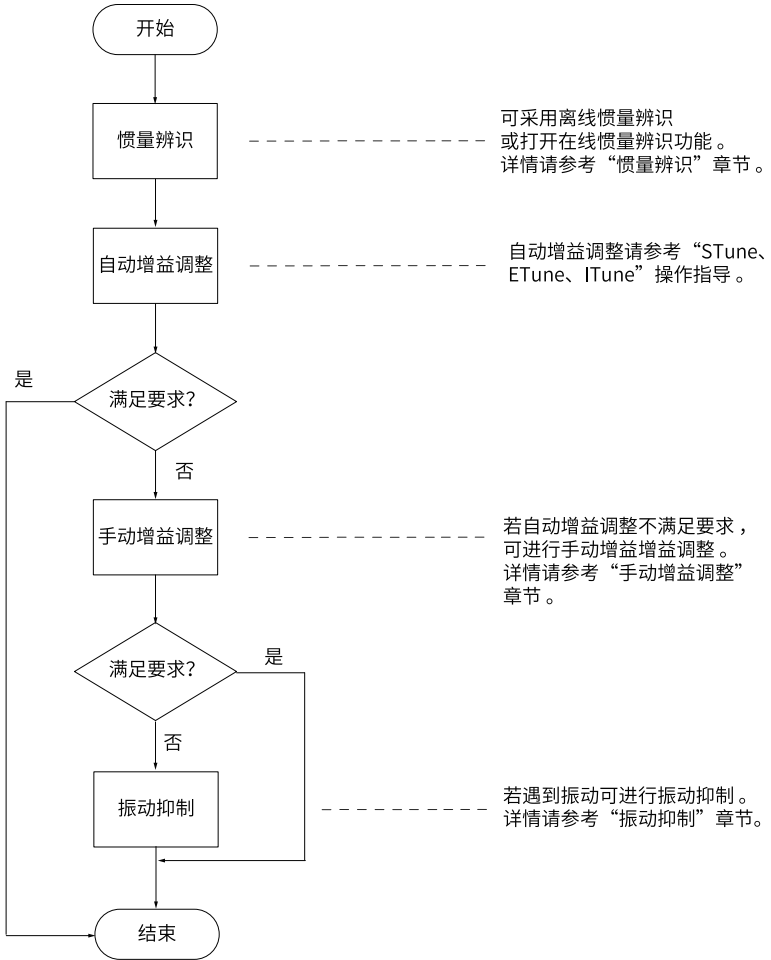 开始
惯量辨识
可采用离线惯量辨识
或打开在线惯量辨识功能。
详情请参考“惯量辨识”章节。
自动增益调整
自动增益调整请参考“STune、
ETune、ITune”操作指导。
是
满足要求?
否
手动增益调整
若自动增益调整不满足要求,
可进行手动增益增益调整。
详情请参考“手动增益调整”
章节。
满足要求?
是
否
振动抑制
若遇到振动可进行振动抑制。
详情请参考“振动抑制”章节。
结束